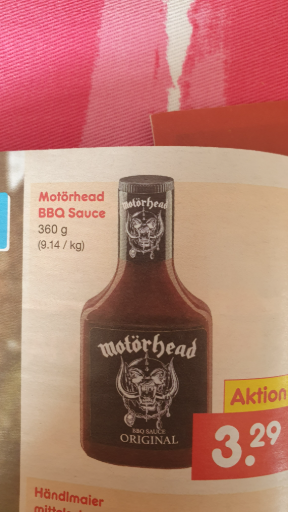 Motörhead
BBQ Sauce
360 g
(9.14 / kg)
Motörhead
Motörhead
BBQ SAUCE
ORIGINAL
Aktion
3.29
Händlmaier